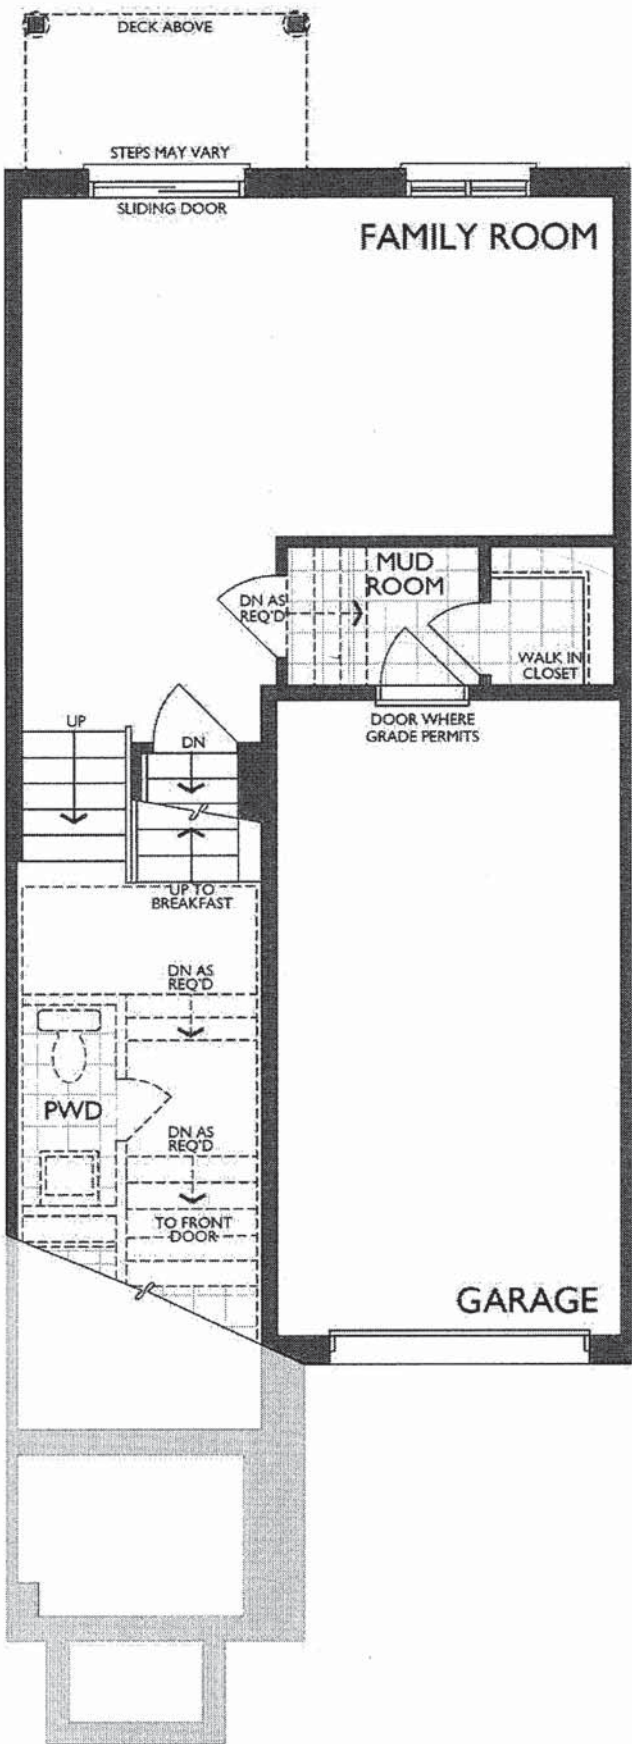 DECK ABOVE
STEPS MAY VARY
SLIDING DOOR
FAMILY ROOM
MUD
ROOM
DN AS
REQ'D
WALK IN
CLOSET
DOOR WHERE
GRADE PERMITS
UP
DN
UP TO
BREAKFAST
DN AS
REQ'D
PWD
DN AS
REQ'D
TO FRONT
DOOR
GARAGE